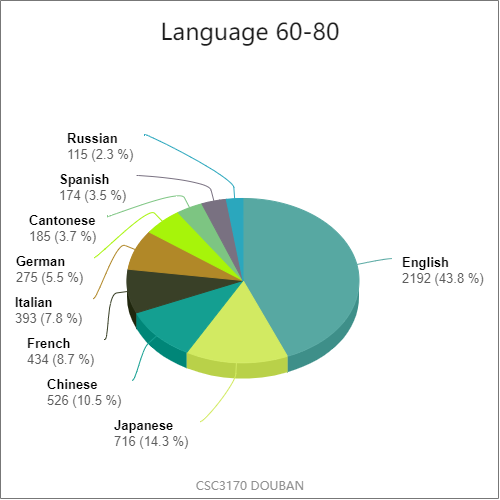 Language 60-80
Russian
115 (2.3 %)
Spanish
174 (3.5 %)
Cantonese
185 (3.7 %)
German
275 (5.5 %)
Italian
393 (7.8 %)
French
434 (8.7 %)
Chinese
526 (10.5 %)
Japanese
716 (14.3 %)
English
2192 (43.8 %)
CSC3170 DOUBAN